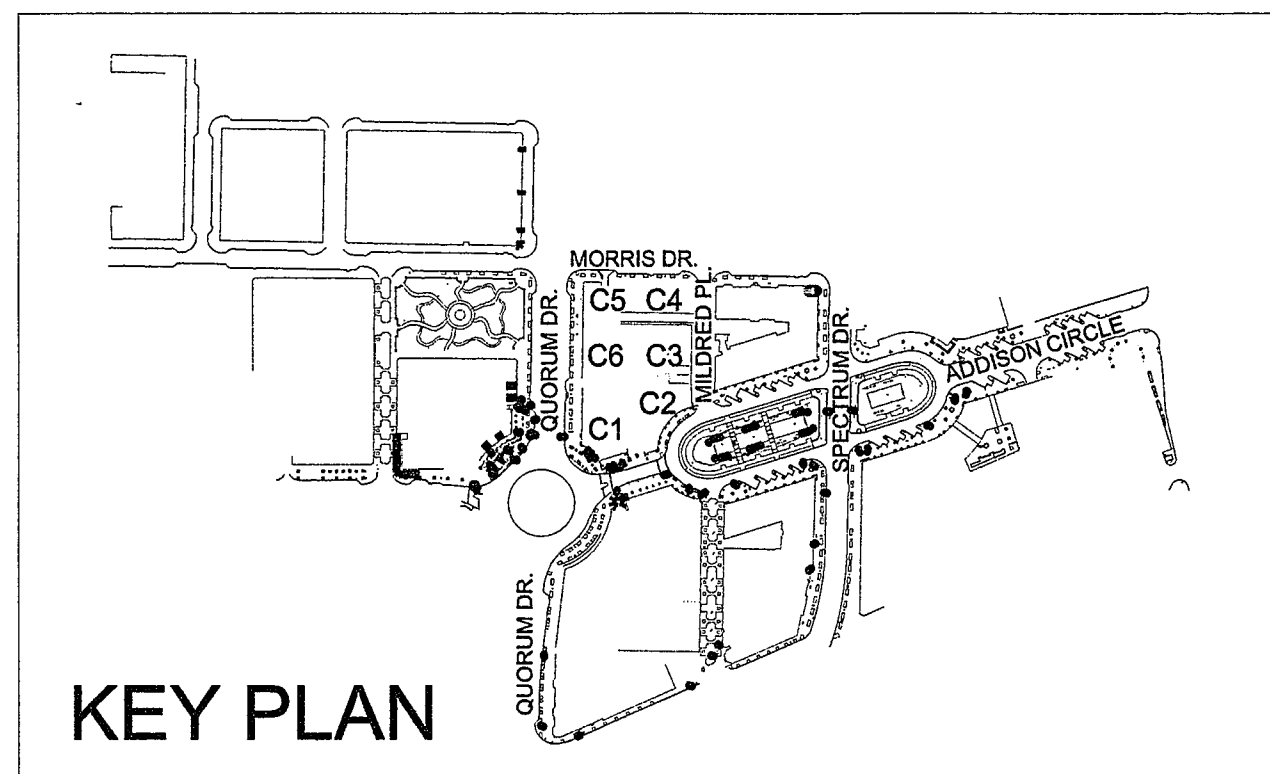 MORRIS DR.
C5 C4
MILDRED PL.
QUORUM DR.
C6 C3
ADDISON CIRCLE
SPECTRUM DR.
C2
C1
QUORUM DR.
KEY PLAN